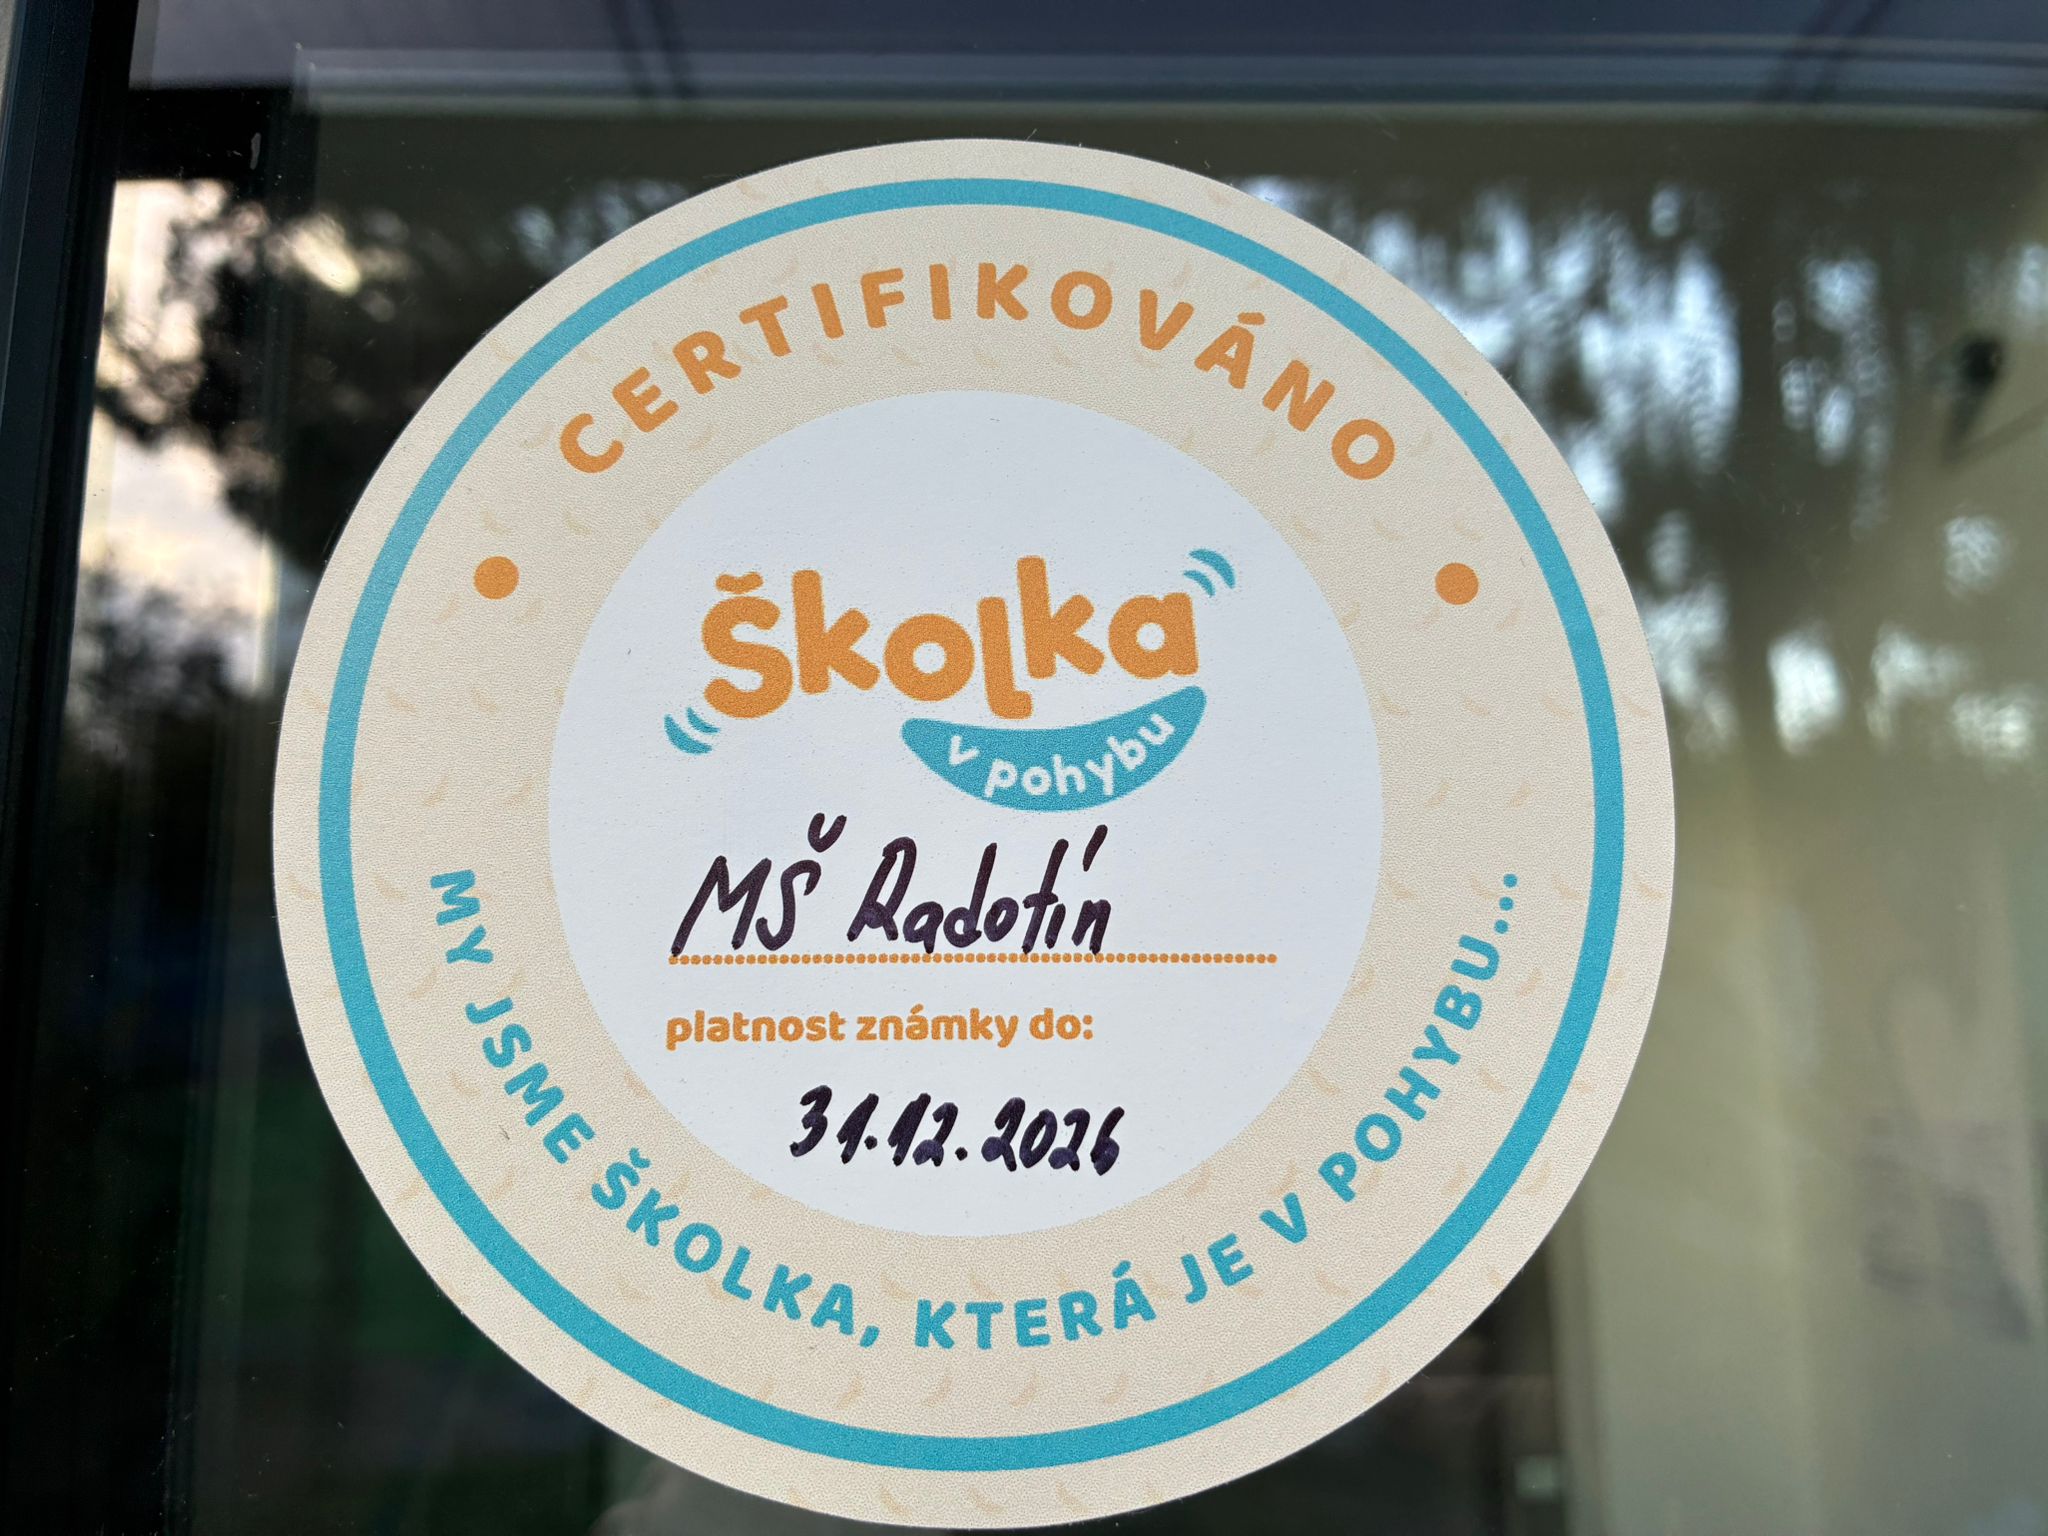 CERTIFIKOVÁNO
Školka
v pohybu
MŠ Radotín
platnost známky do:
31.12.2026
MY JSME ŠKOLKA, KTERÁ JE V POHYBU...